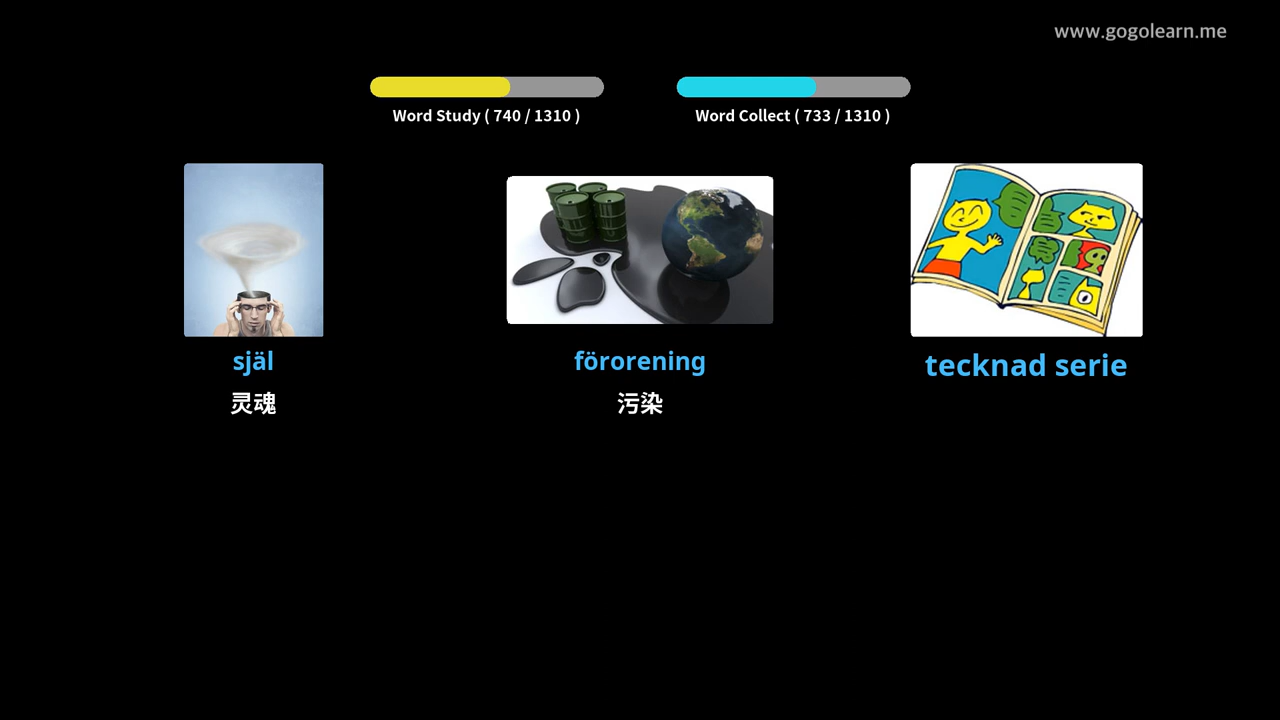 www.gogolearn.me
Word Study ( 740 / 1310 )
Word Collect ( 733 / 1310 )
själ
förorening
tecknad serie
灵魂
污染